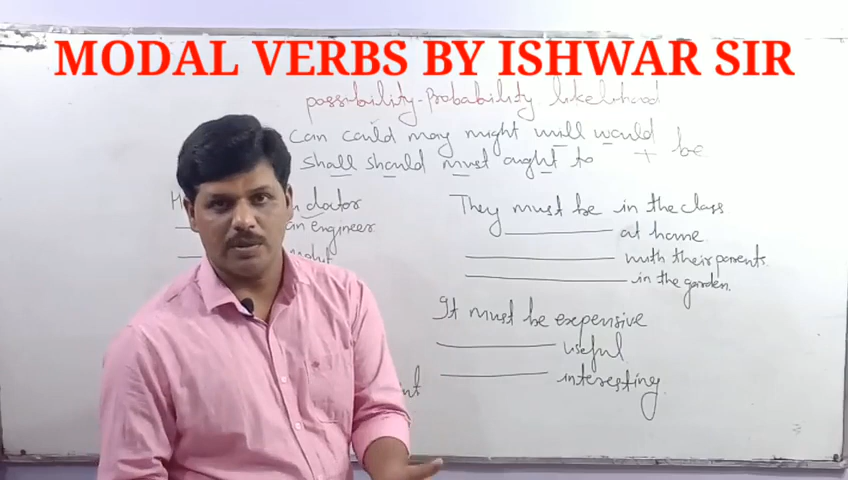 MODAL VERBS BY ISHWAR SIR
possibility - probability likelihood
can could may might will would + be
shall should must ought to
doctor
an engineer
They must be in the class
at home
with their parents.
in the garden.
It must be expensive
useful
interesting